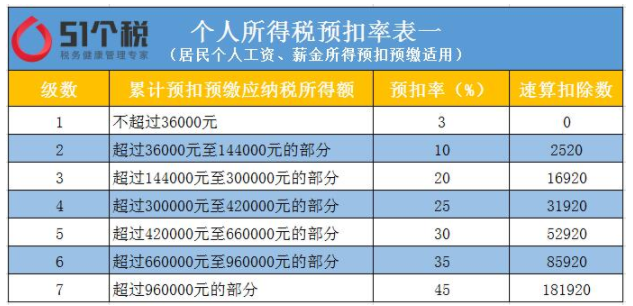 51个税
税务健康管理专家
个人所得税预扣率表一
（居民个人工资、薪金所得预扣预缴适用）
级数 累计预扣预缴应纳税所得额 预扣率（%） 速算扣除数
1 不超过36000元 3 0
2 超过36000元至144000元的部分 10 2520
3 超过144000元至300000元的部分 20 16920
4 超过300000元至420000元的部分 25 31920
5 超过420000元至660000元的部分 30 52920
6 超过660000元至960000元的部分 35 85920
7 超过960000元的部分 45 181920